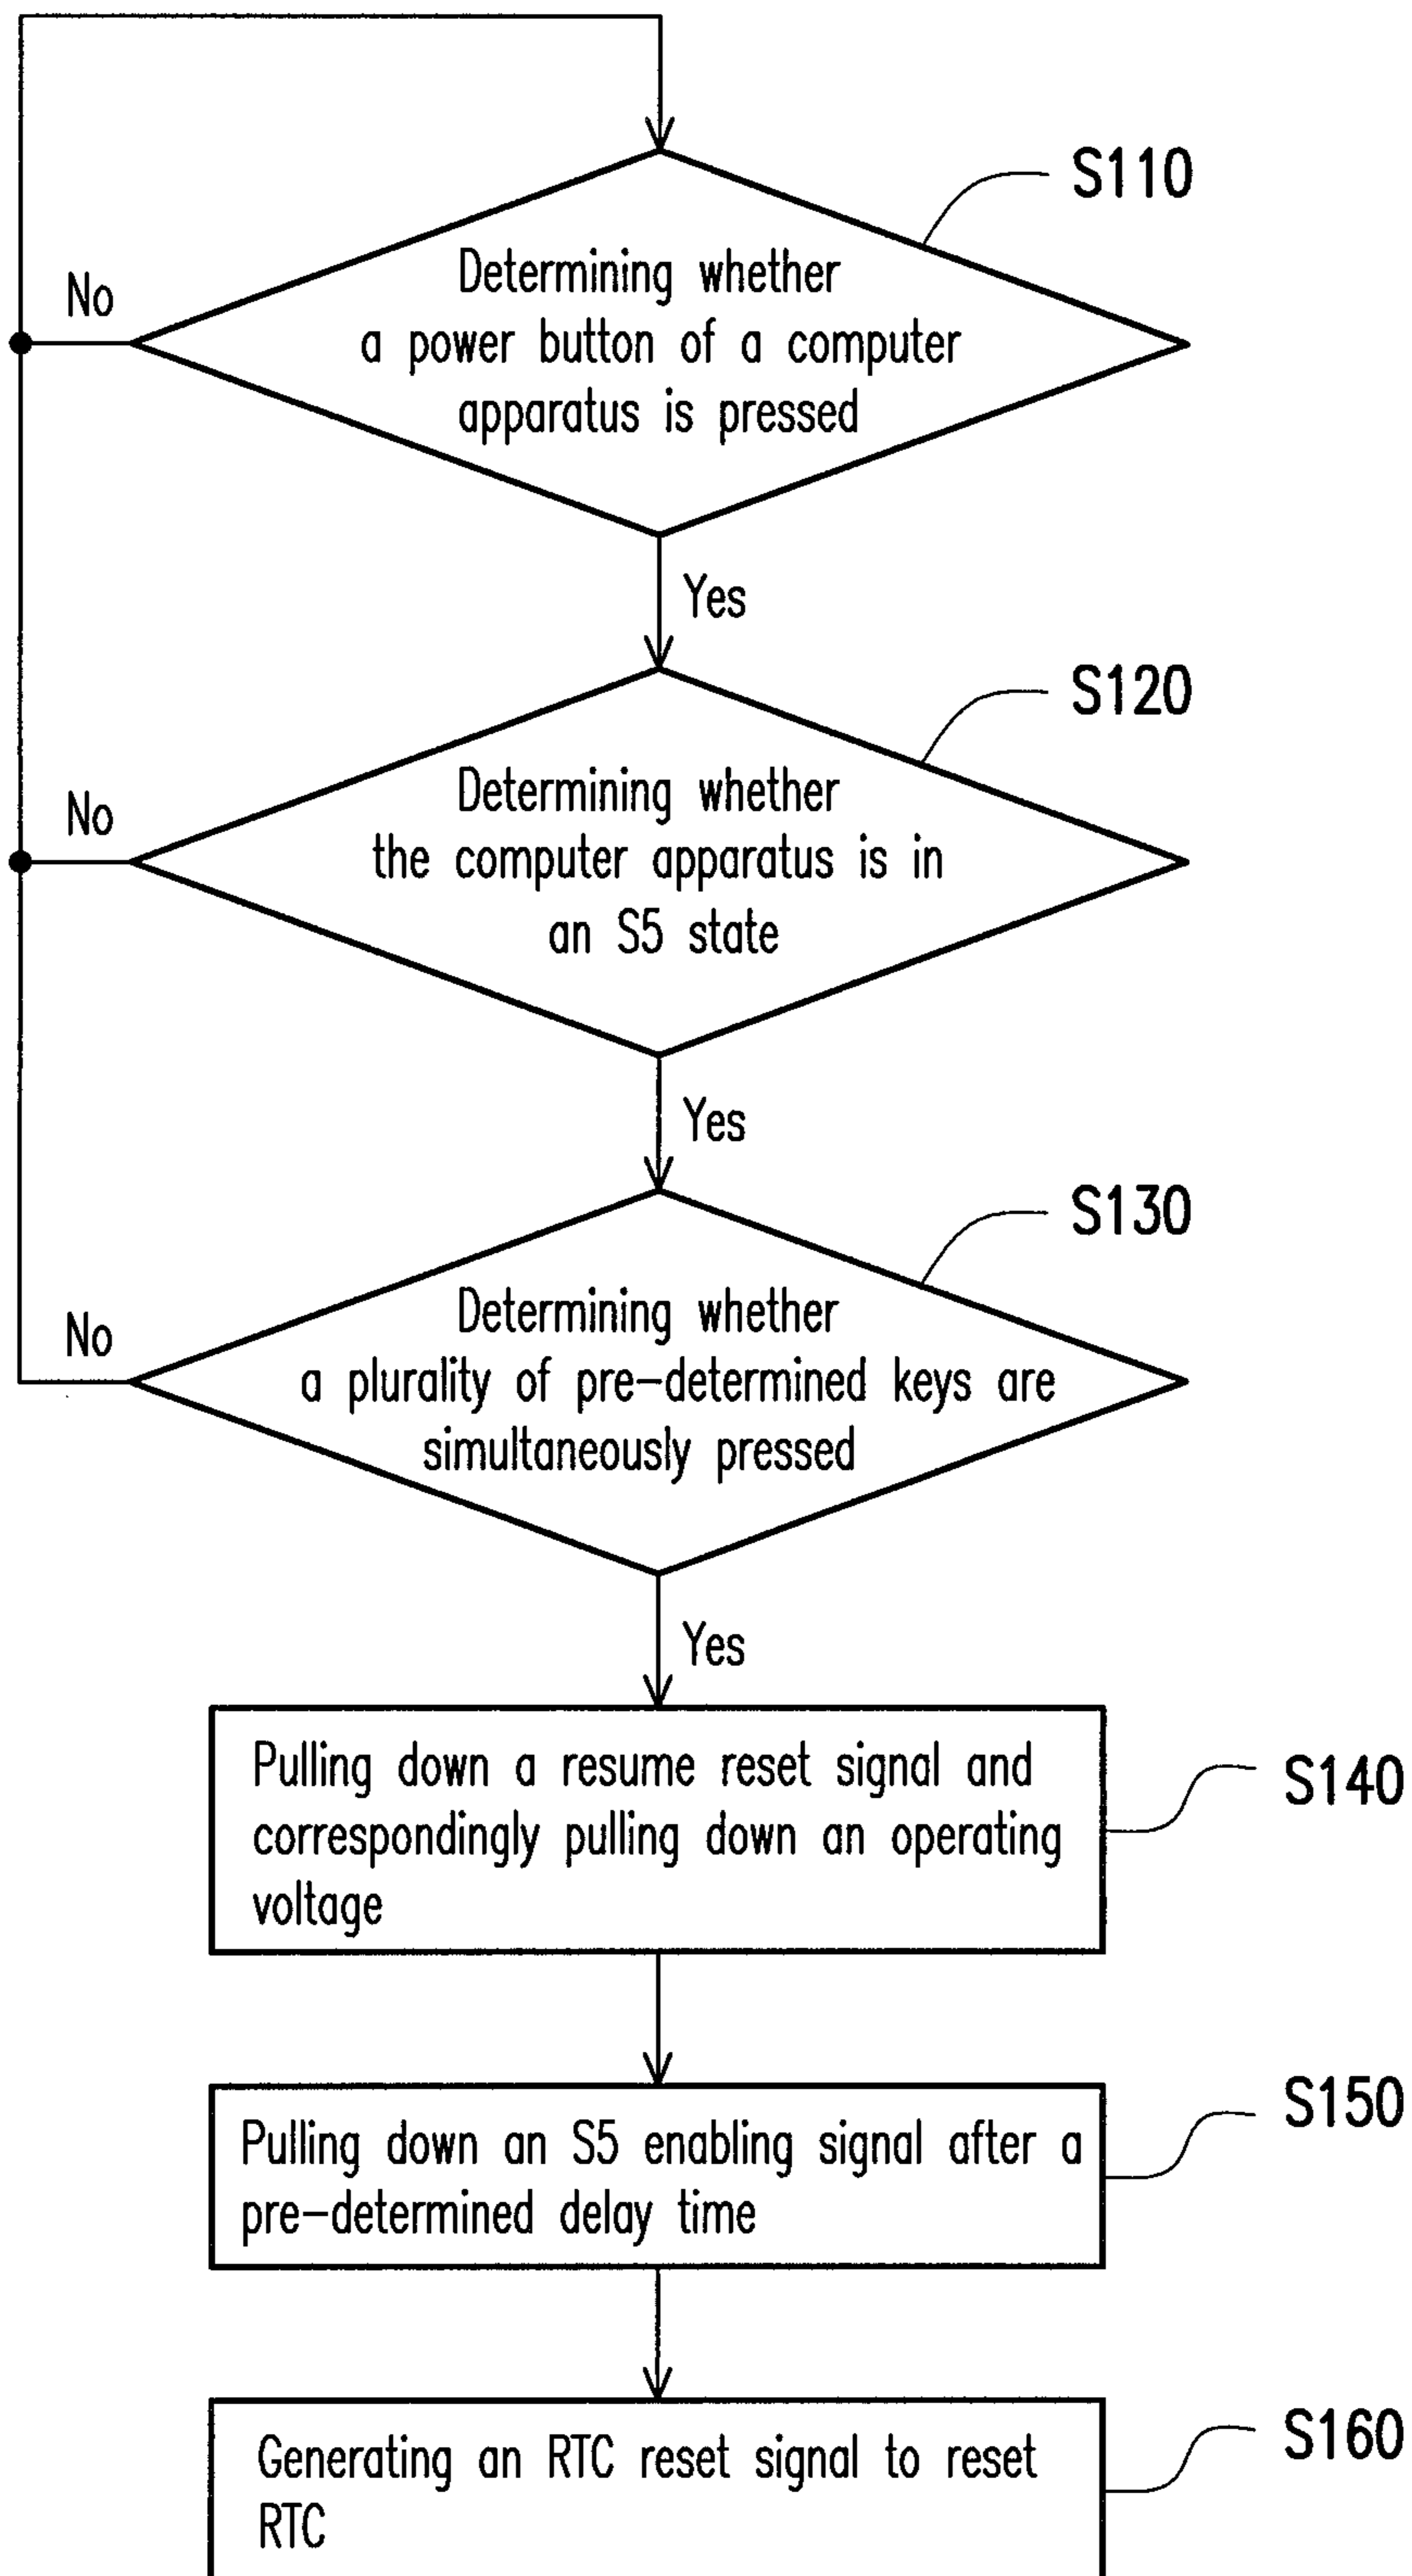 S110
Determining whether
a power button of a computer
apparatus is pressed
No
Yes
S120
Determining whether
the computer apparatus is in
an S5 state
No
Yes
S130
Determining whether
a plurality of pre-determined keys are
simultaneously pressed
No
Yes
Pulling down a resume reset signal and
correspondingly pulling down an operating
voltage
S140
Pulling down an S5 enabling signal after a
pre-determined delay time
S150
Generating an RTC reset signal to reset
RTC
S160